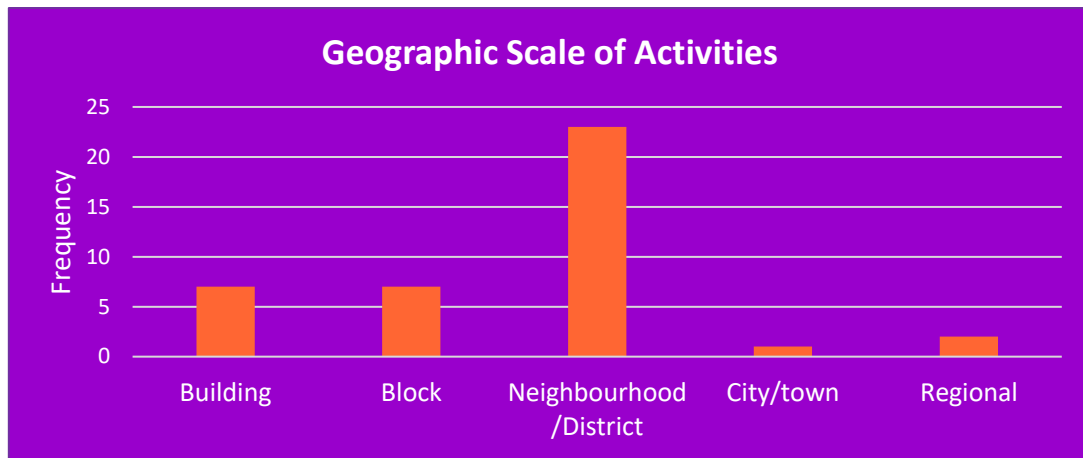 Geographic Scale of Activities
Frequency
25
20
15
10
5
0
Building
Block
Neighbourhood
/District
City/town
Regional